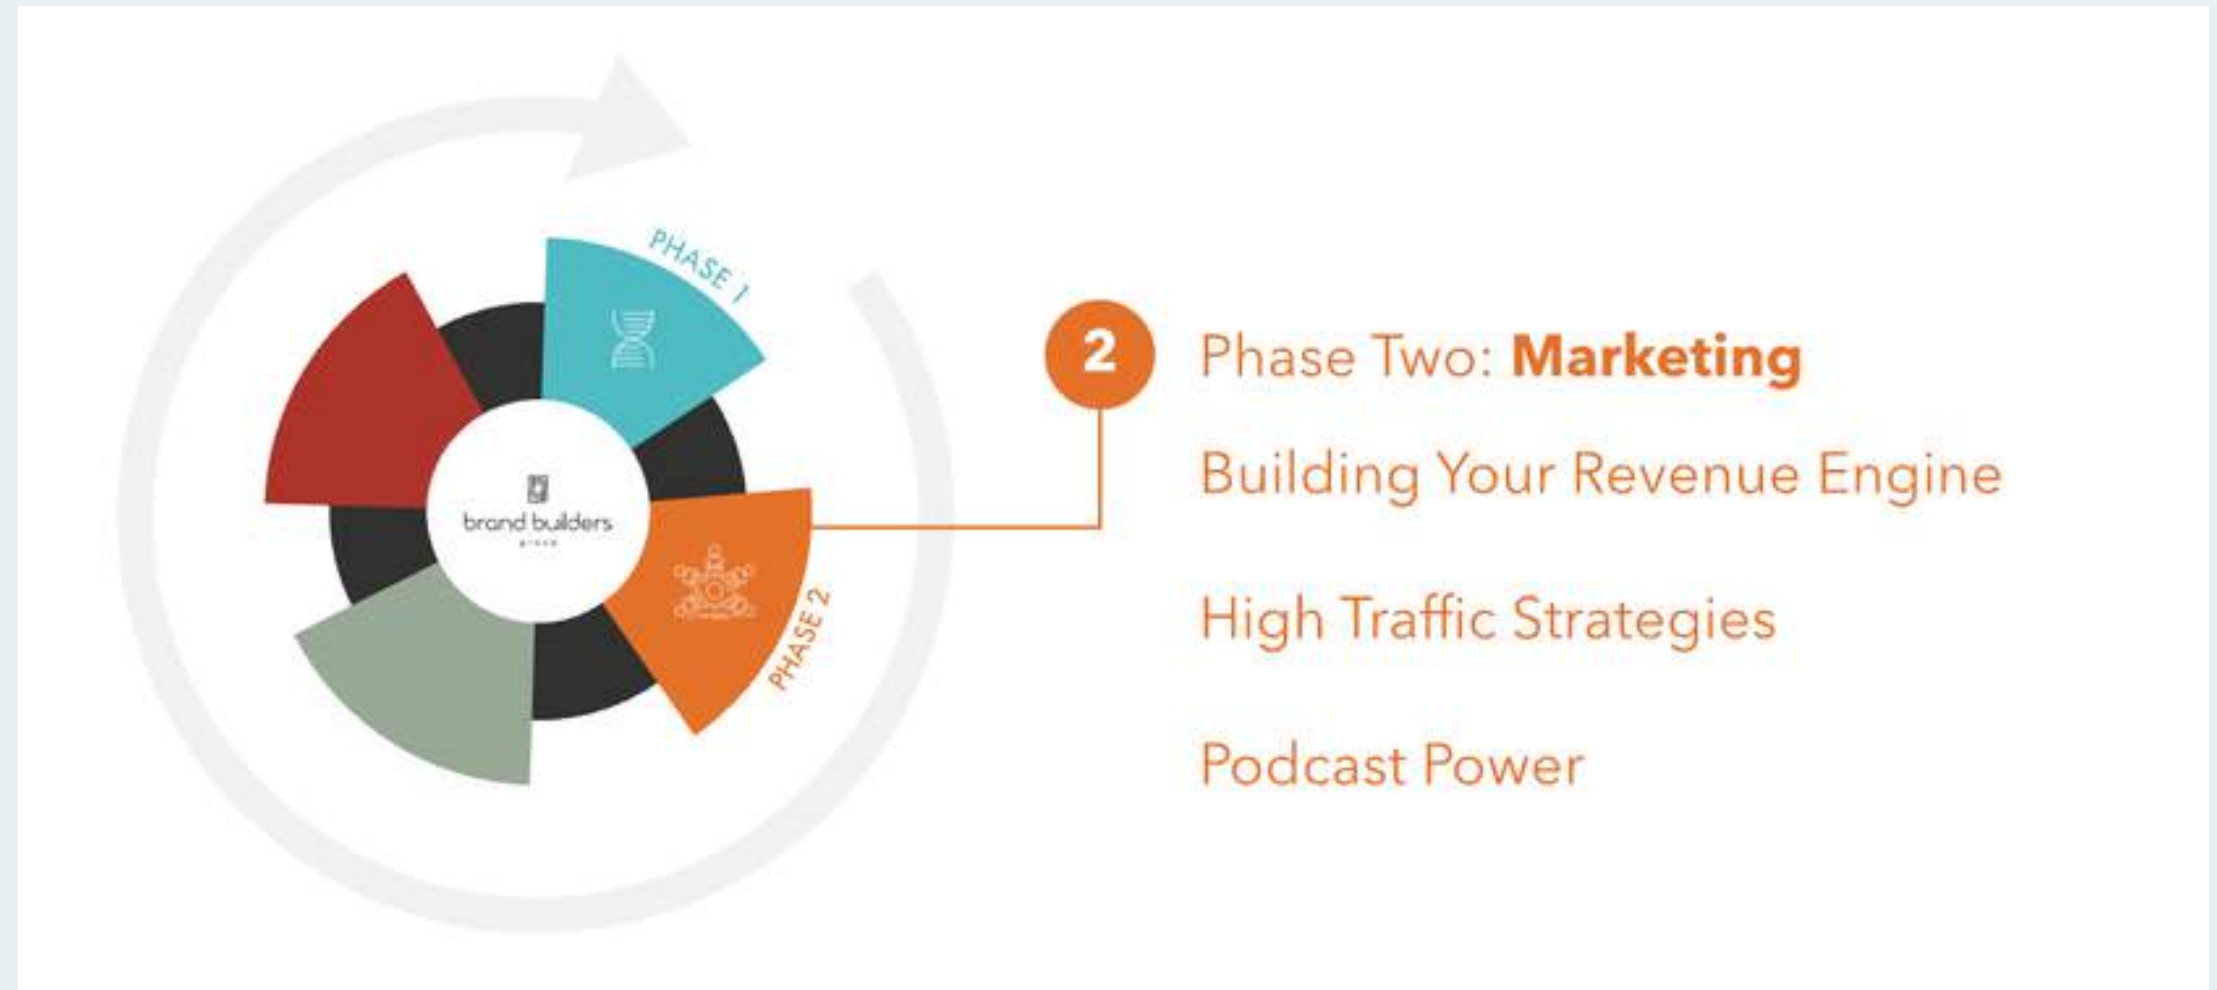 PHASE 1
brand builders
group
PHASE 2
2
Phase Two: Marketing
Building Your Revenue Engine
High Traffic Strategies
Podcast Power